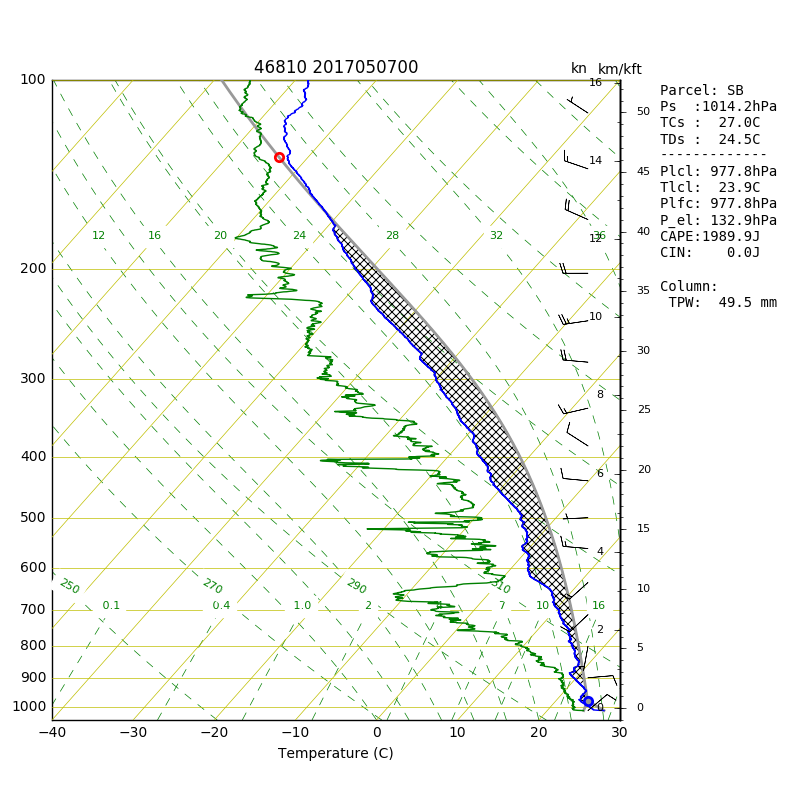 46810 2017050700
kn km/kft
Parcel: SB
Ps  :1014.2hPa
TCs :  27.0C
TDs :  24.5C
-------------
Plcl: 977.8hPa
Tlcl:  23.9C
Plfc: 977.8hPa
P_el: 132.9hPa
CAPE:1989.9J
CIN:    0.0J
Column:
TPW:  49.5 mm
100
200
300
400
500
600
700
800
900
1000
12 16 20 24 28 32 36
250 270 290 310
0.1 0.4 1.0 2 7 10 16
16
14
12
10
8
6
4
2
0
50
45
40
35
30
25
20
15
10
5
0
−40 −30 −20 −10 0 10 20 30
Temperature (C)